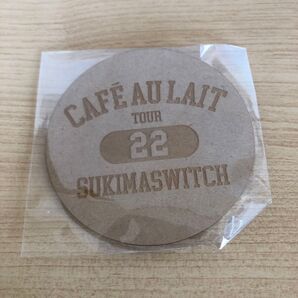 CAFÉ AU LAIT
TOUR
22
SUKIMASWITCH